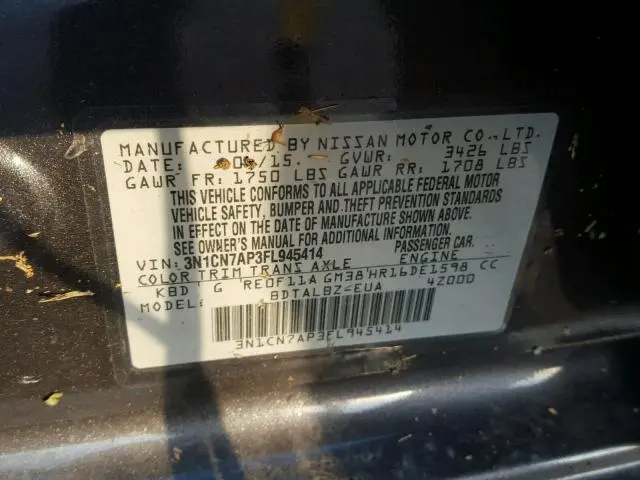 MANUFACTURED BY NISSAN MOTOR CO., LTD.
DATE: /15. GVWR: 3426 LBS
GAWR FR: 1750 LBS GAWR RR: 1708 LBS
THIS VEHICLE CONFORMS TO ALL APPLICABLE FEDERAL MOTOR
VEHICLE SAFETY, BUMPER AND THEFT PREVENTION STANDARDS
IN EFFECT ON THE DATE OF MANUFACTURE SHOWN ABOVE.
SEE OWNER'S MANUAL FOR ADDITIONAL INFORMATION.
VIN: 3N1CN7AP3FL945414 PASSENGER CAR
COLOR TRIM TRANS AXLE ENGINE
KBD G RE0F11A GM38 HR16DE1598 CC
MODEL: BDTALBZ-EUA 42000
3N1CN7AP3FL945414